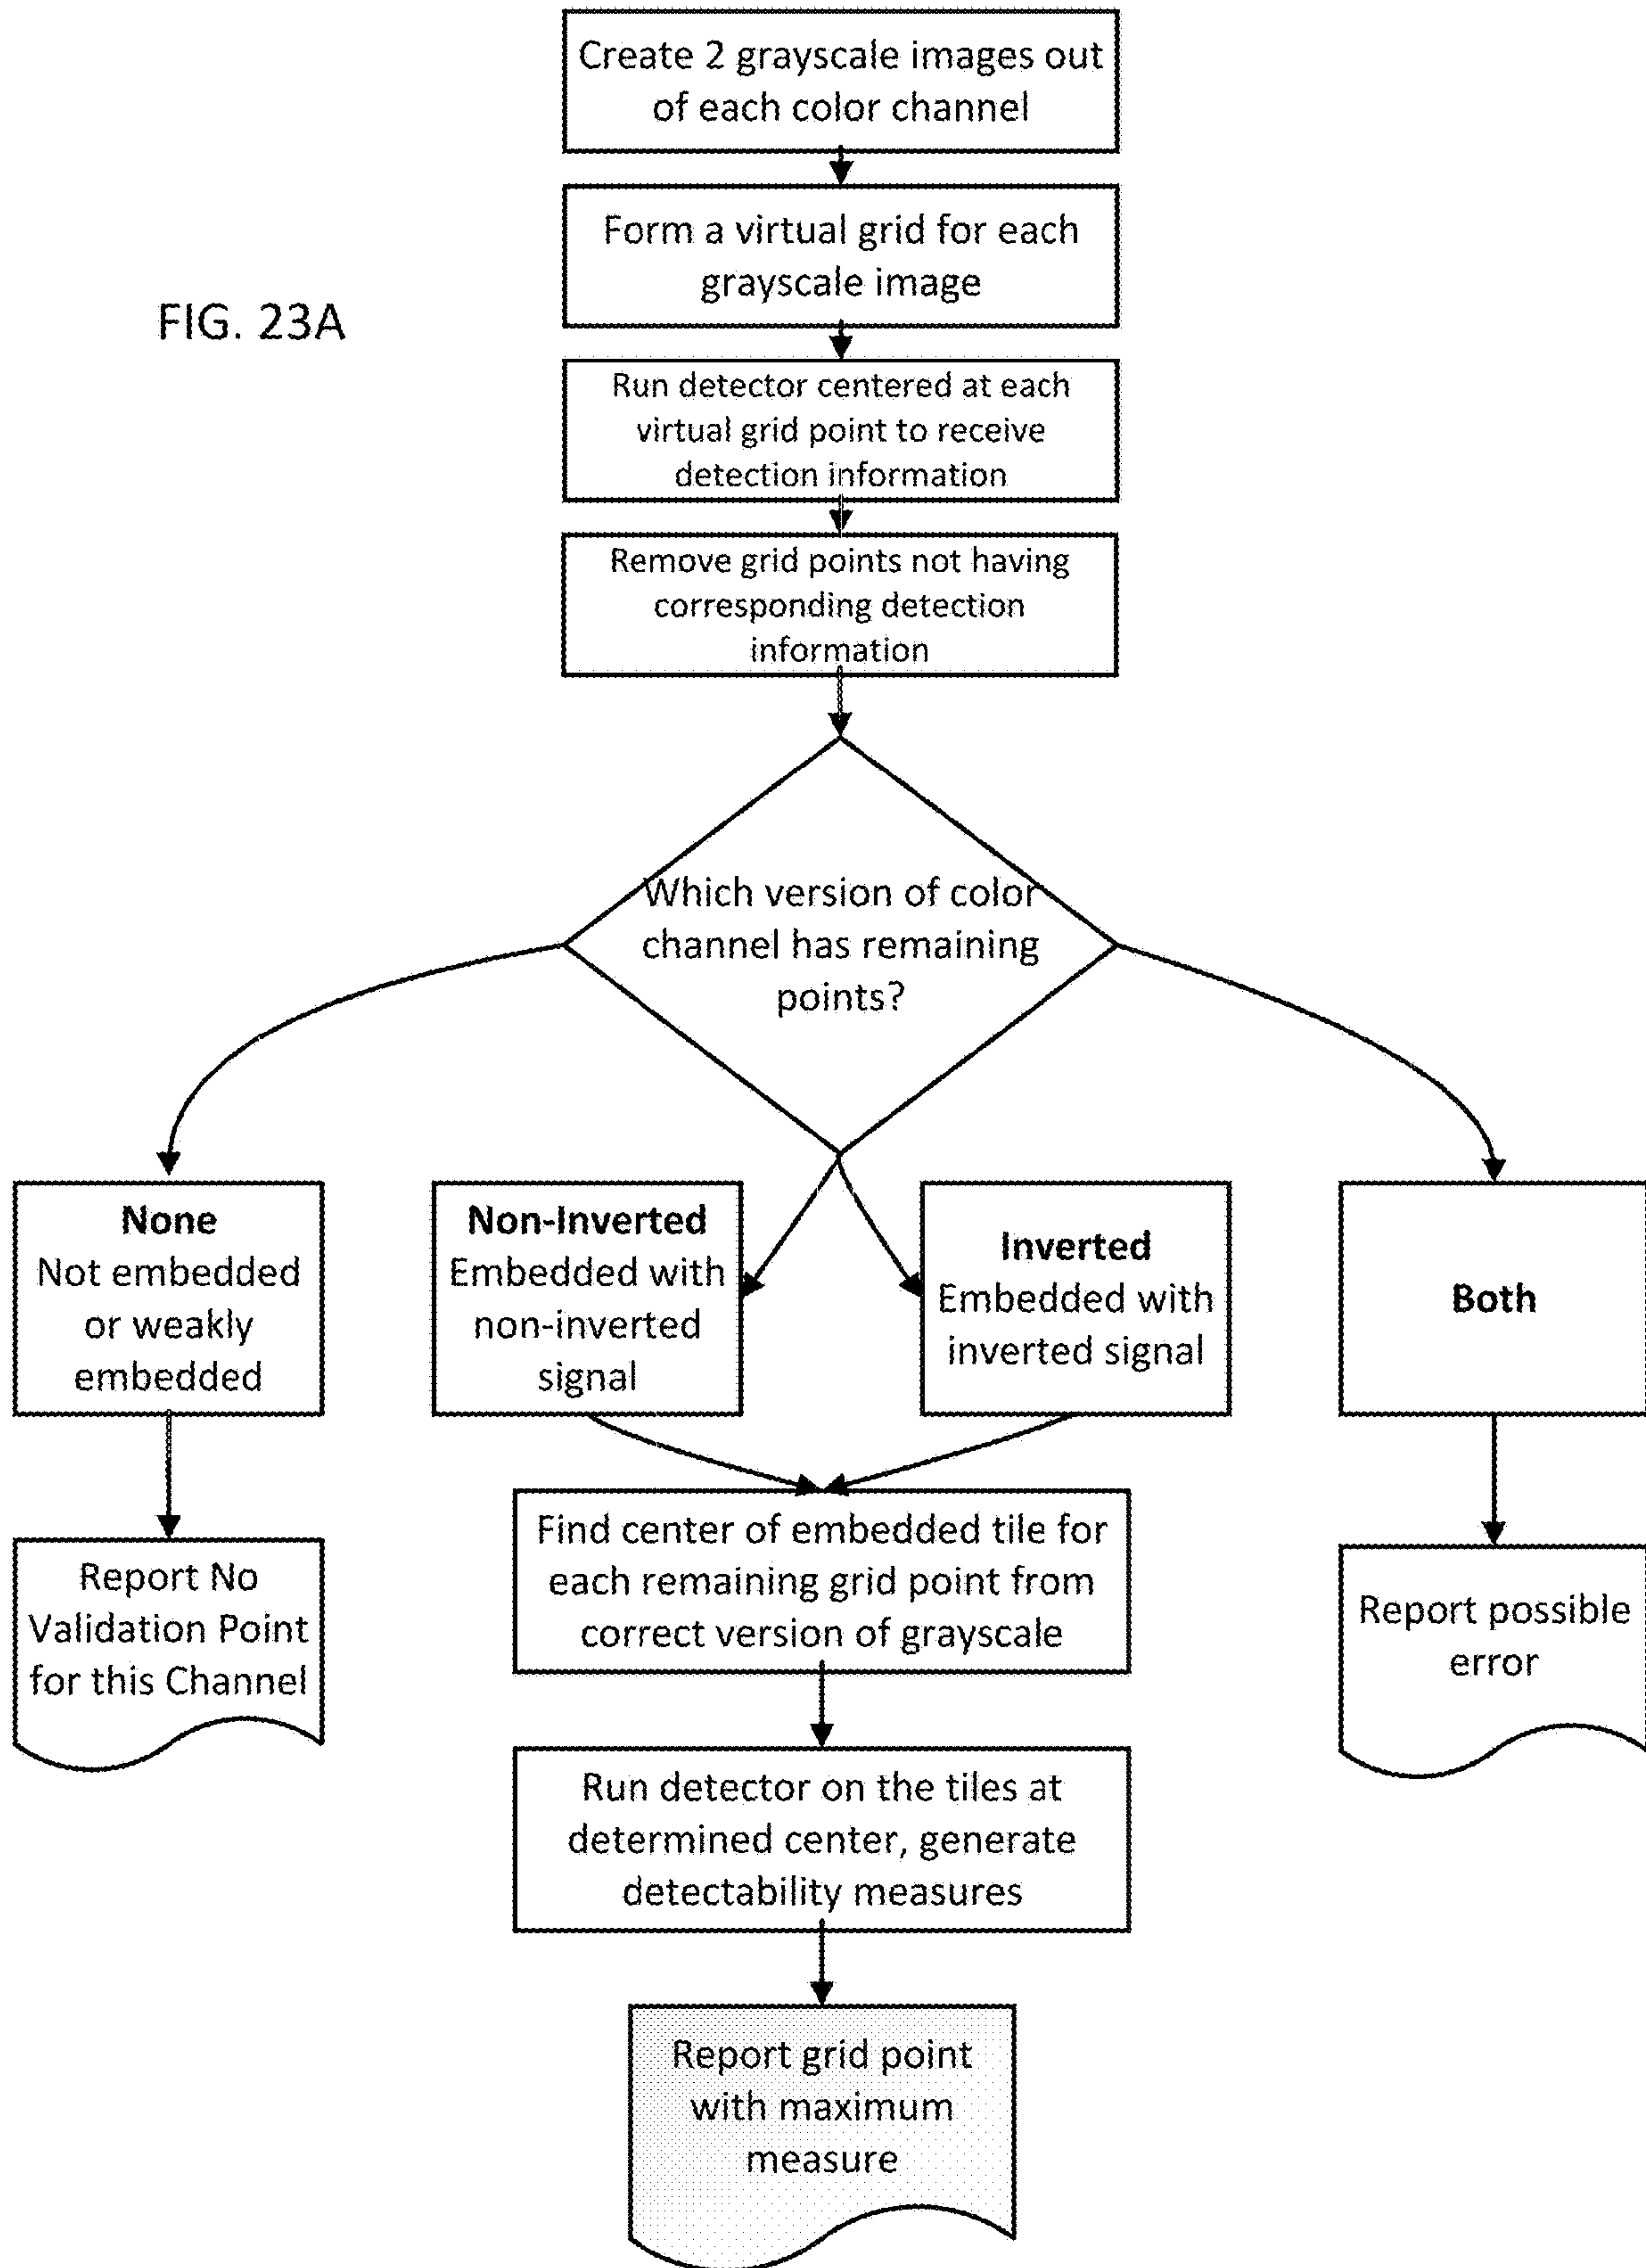 Create 2 grayscale images out
of each color channel
Form a virtual grid for each
grayscale image
FIG. 23A
Run detector centered at each
virtual grid point to receive
detection information
Remove grid points not having
corresponding detection
information
Which version of color
channel has remaining
points?
None
Not embedded
or weakly
embedded
Non-Inverted
Embedded with
non-inverted
signal
Inverted
Embedded with
inverted signal
Both
Report No
Validation Point
for this Channel
Find center of embedded tile for
each remaining grid point from
correct version of grayscale
Report possible
error
Run detector on the tiles at
determined center, generate
detectability measures
Report grid point
with maximum
measure